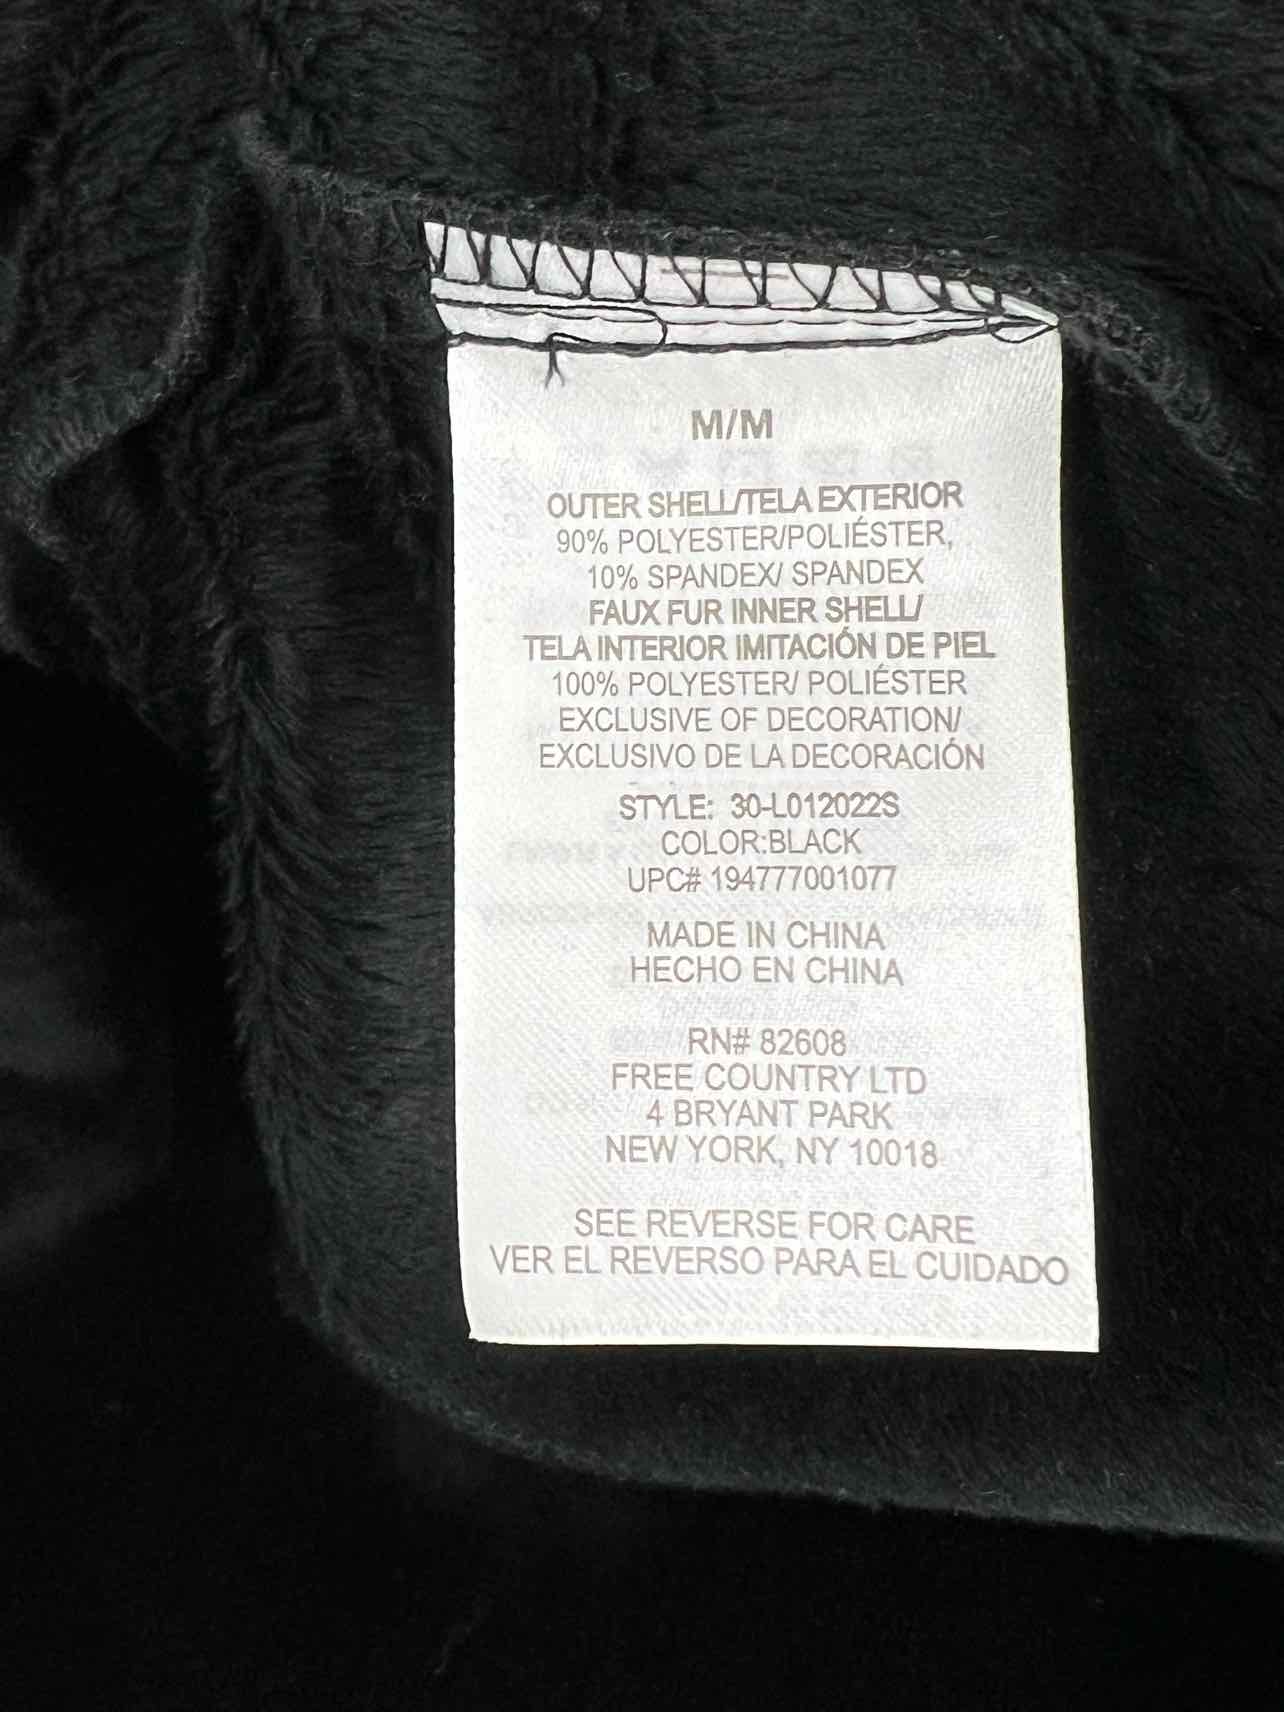 M/M
OUTER SHELL/TELA EXTERIOR
90% POLYESTER/POLIÉSTER,
10% SPANDEX/ SPANDEX
FAUX FUR INNER SHELL/
TELA INTERIOR IMITACIÓN DE PIEL
100% POLYESTER/ POLIÉSTER
EXCLUSIVE OF DECORATION/
EXCLUSIVO DE LA DECORACIÓN
STYLE: 30-L012022S
COLOR:BLACK
UPC# 194777001077
MADE IN CHINA
HECHO EN CHINA
RN# 82608
FREE COUNTRY LTD
4 BRYANT PARK
NEW YORK, NY 10018
SEE REVERSE FOR CARE
VER EL REVERSO PARA EL CUIDADO